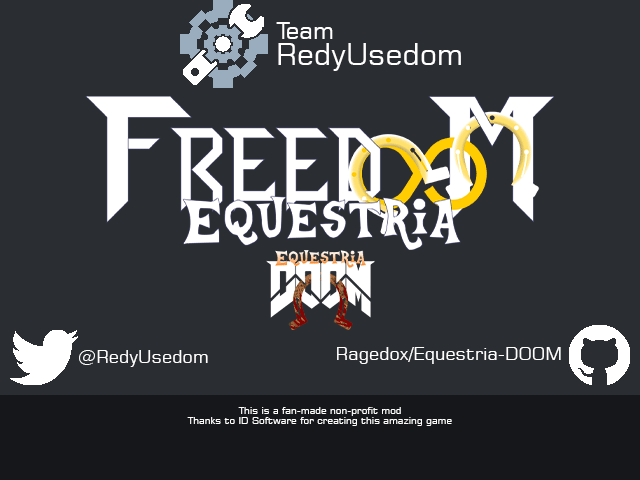 Team
RedyUsedom
FREEDOOM
EQUESTRiA
EQUESTRiA
DOOM
@RedyUsedom
Ragedox/Equestria-DOOM
This is a fan-made non-profit mod
Thanks to ID Software for creating this amazing game